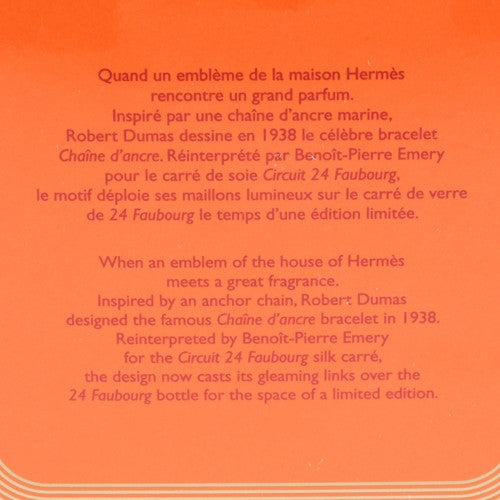 Quand un emblème de la maison Hermès
rencontre un grand parfum.
Inspiré par une chaîne d'ancre marine,
Robert Dumas dessine en 1938 le célèbre bracelet
Chaîne d'ancre. Réinterprété par Benoît-Pierre Emery
pour le carré de soie Circuit 24 Faubourg,
le motif déploie ses maillons lumineux sur le carré de verre
de 24 Faubourg le temps d'une édition limitée.
When an emblem of the house of Hermès
meets a great fragrance.
Inspired by an anchor chain, Robert Dumas
designed the famous Chaîne d'ancre bracelet in 1938.
Reinterpreted by Benoît-Pierre Emery
for the Circuit 24 Faubourg silk carré,
the design now casts its gleaming links over the
24 Faubourg bottle for the space of a limited edition.